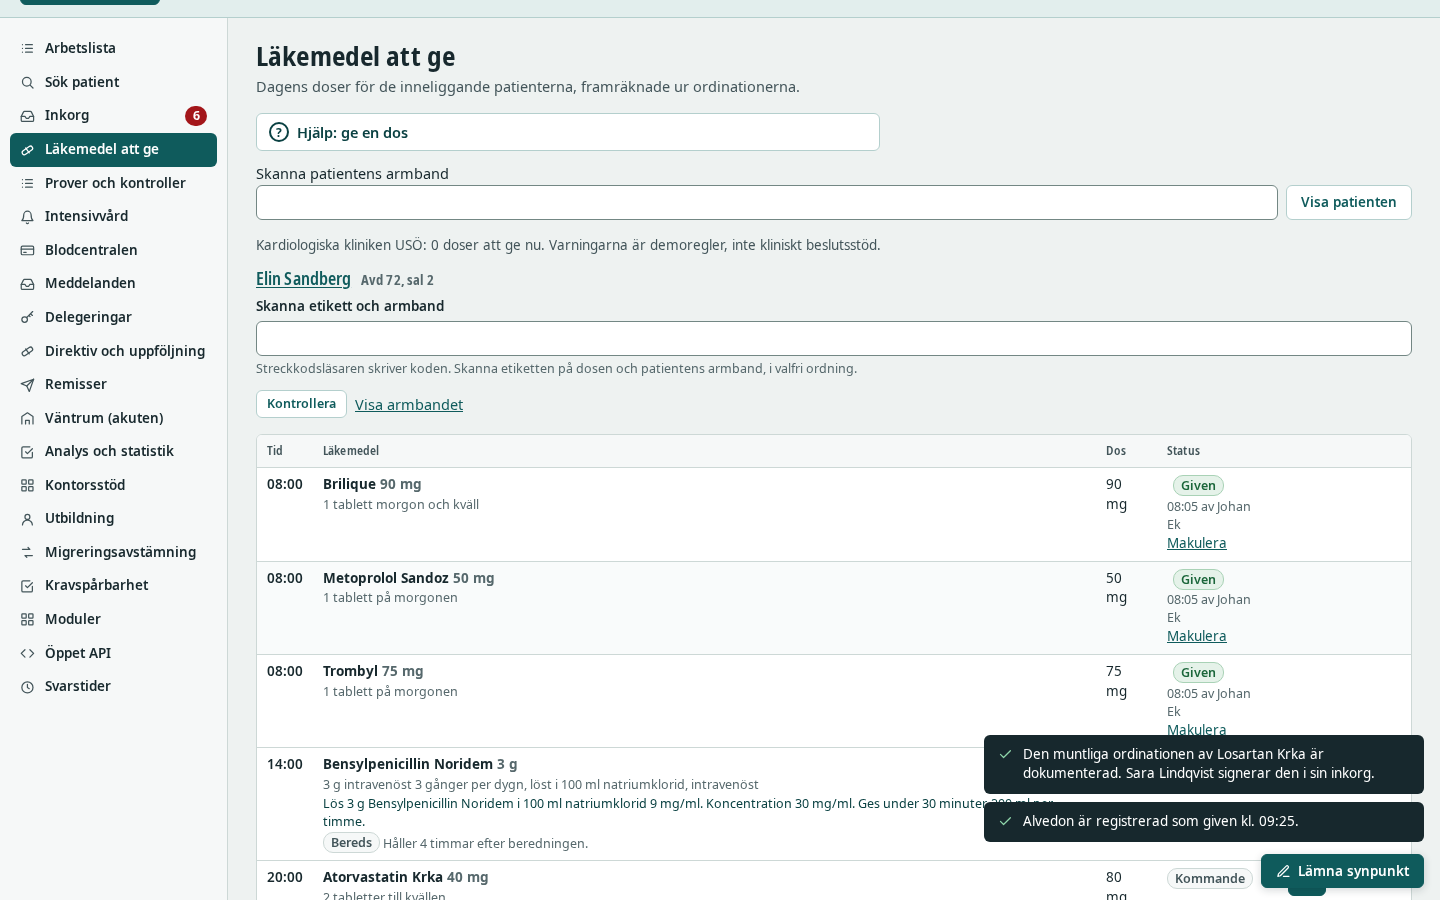 Arbetslista
Sök patient
Inkorg
6
Läkemedel att ge
Prover och kontroller
Intensivvård
Blodcentralen
Meddelanden
Delegeringar
Direktiv och uppföljning
Remisser
Väntrum (akuten)
Analys och statistik
Kontorsstöd
Utbildning
Migreringsavstämning
Kravspårbarhet
Moduler
Öppet API
Svarstider
Läkemedel att ge
Dagens doser för de inneliggande patienterna, framräknade ur ordinationerna.
? Hjälp: ge en dos
Skanna patientens armband
Visa patienten
Kardiologiska kliniken USÖ: 0 doser att ge nu. Varningarna är demoregler, inte kliniskt beslutsstöd.
Elin Sandberg Avd 72, sal 2
Skanna etikett och armband
Streckkodsläsaren skriver koden. Skanna etiketten på dosen och patientens armband, i valfri ordning.
Kontrollera Visa armbandet
Tid Läkemedel Dos Status
08:00 Brilique 90 mg 90 mg Given
1 tablett morgon och kväll
08:05 av Johan Ek
Makulera
08:00 Metoprolol Sandoz 50 mg 50 mg Given
1 tablett på morgonen
08:05 av Johan Ek
Makulera
08:00 Trombyl 75 mg 75 mg Given
1 tablett på morgonen
08:05 av Johan Ek
Makulera
14:00 Bensylpenicillin Noridem 3 g
3 g intravenöst 3 gånger per dygn, löst i 100 ml natriumklorid, intravenöst
Lös 3 g Bensylpenicillin Noridem i 100 ml natriumklorid 9 mg/ml. Koncentration 30 mg/ml. Ges under 30 minuter
timme.
Bereds Håller 4 timmar efter beredningen.
20:00 Atorvastatin Krka 40 mg 80 mg Kommande
2 tabletter till kvällen
Den muntliga ordinationen av Losartan Krka är
dokumenterad. Sara Lindqvist signerar den i sin inkorg.
Alvedon är registrerad som given kl. 09:25.
Lämna synpunkt